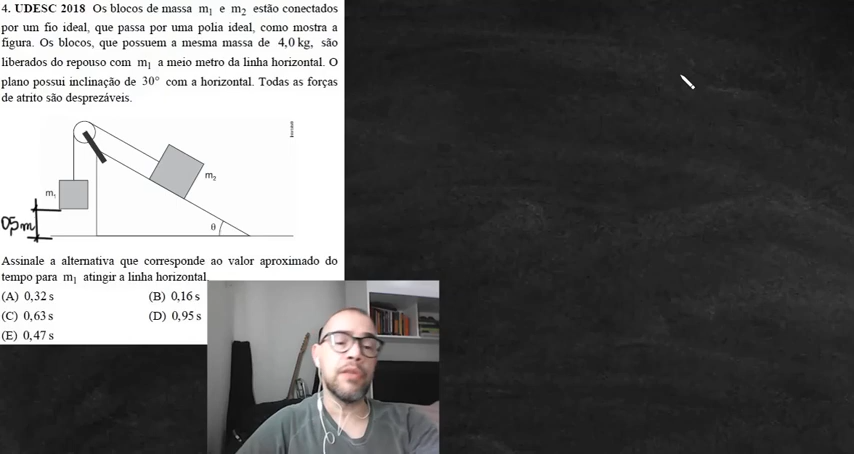 4. UDESC 2018 Os blocos de massa m₁ e m₂ estão conectados
por um fio ideal, que passa por uma polia ideal, como mostra a
figura. Os blocos, que possuem a mesma massa de 4,0 kg, são
liberados do repouso com m₁ a meio metro da linha horizontal. O
plano possui inclinação de 30° com a horizontal. Todas as forças
de atrito são desprezáveis.
m₂
m₁
0,5m
θ
Assinale a alternativa que corresponde ao valor aproximado do
tempo para m₁ atingir a linha horizontal.
(A) 0,32 s
(B) 0,16 s
(C) 0,63 s
(D) 0,95 s
(E) 0,47 s